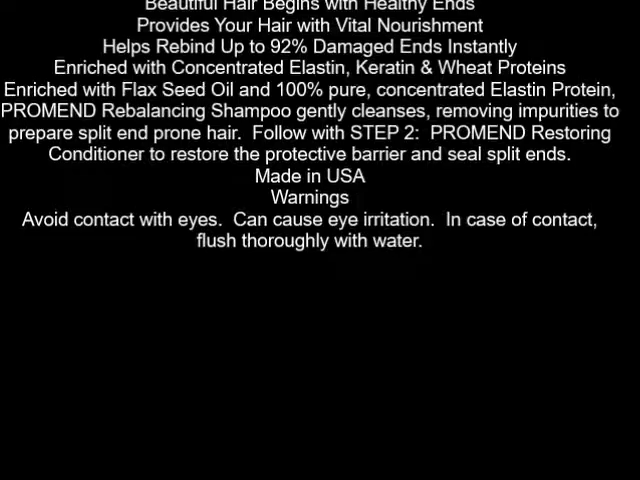 Beautiful Hair Begins with Healthy Ends
Provides Your Hair with Vital Nourishment
Helps Rebind Up to 92% Damaged Ends Instantly
Enriched with Concentrated Elastin, Keratin & Wheat Proteins
Enriched with Flax Seed Oil and 100% pure, concentrated Elastin Protein,
PROMEND Rebalancing Shampoo gently cleanses, removing impurities to
prepare split end prone hair.  Follow with STEP 2:  PROMEND Restoring
Conditioner to restore the protective barrier and seal split ends.
Made in USA
Warnings
Avoid contact with eyes.  Can cause eye irritation.  In case of contact,
flush thoroughly with water.